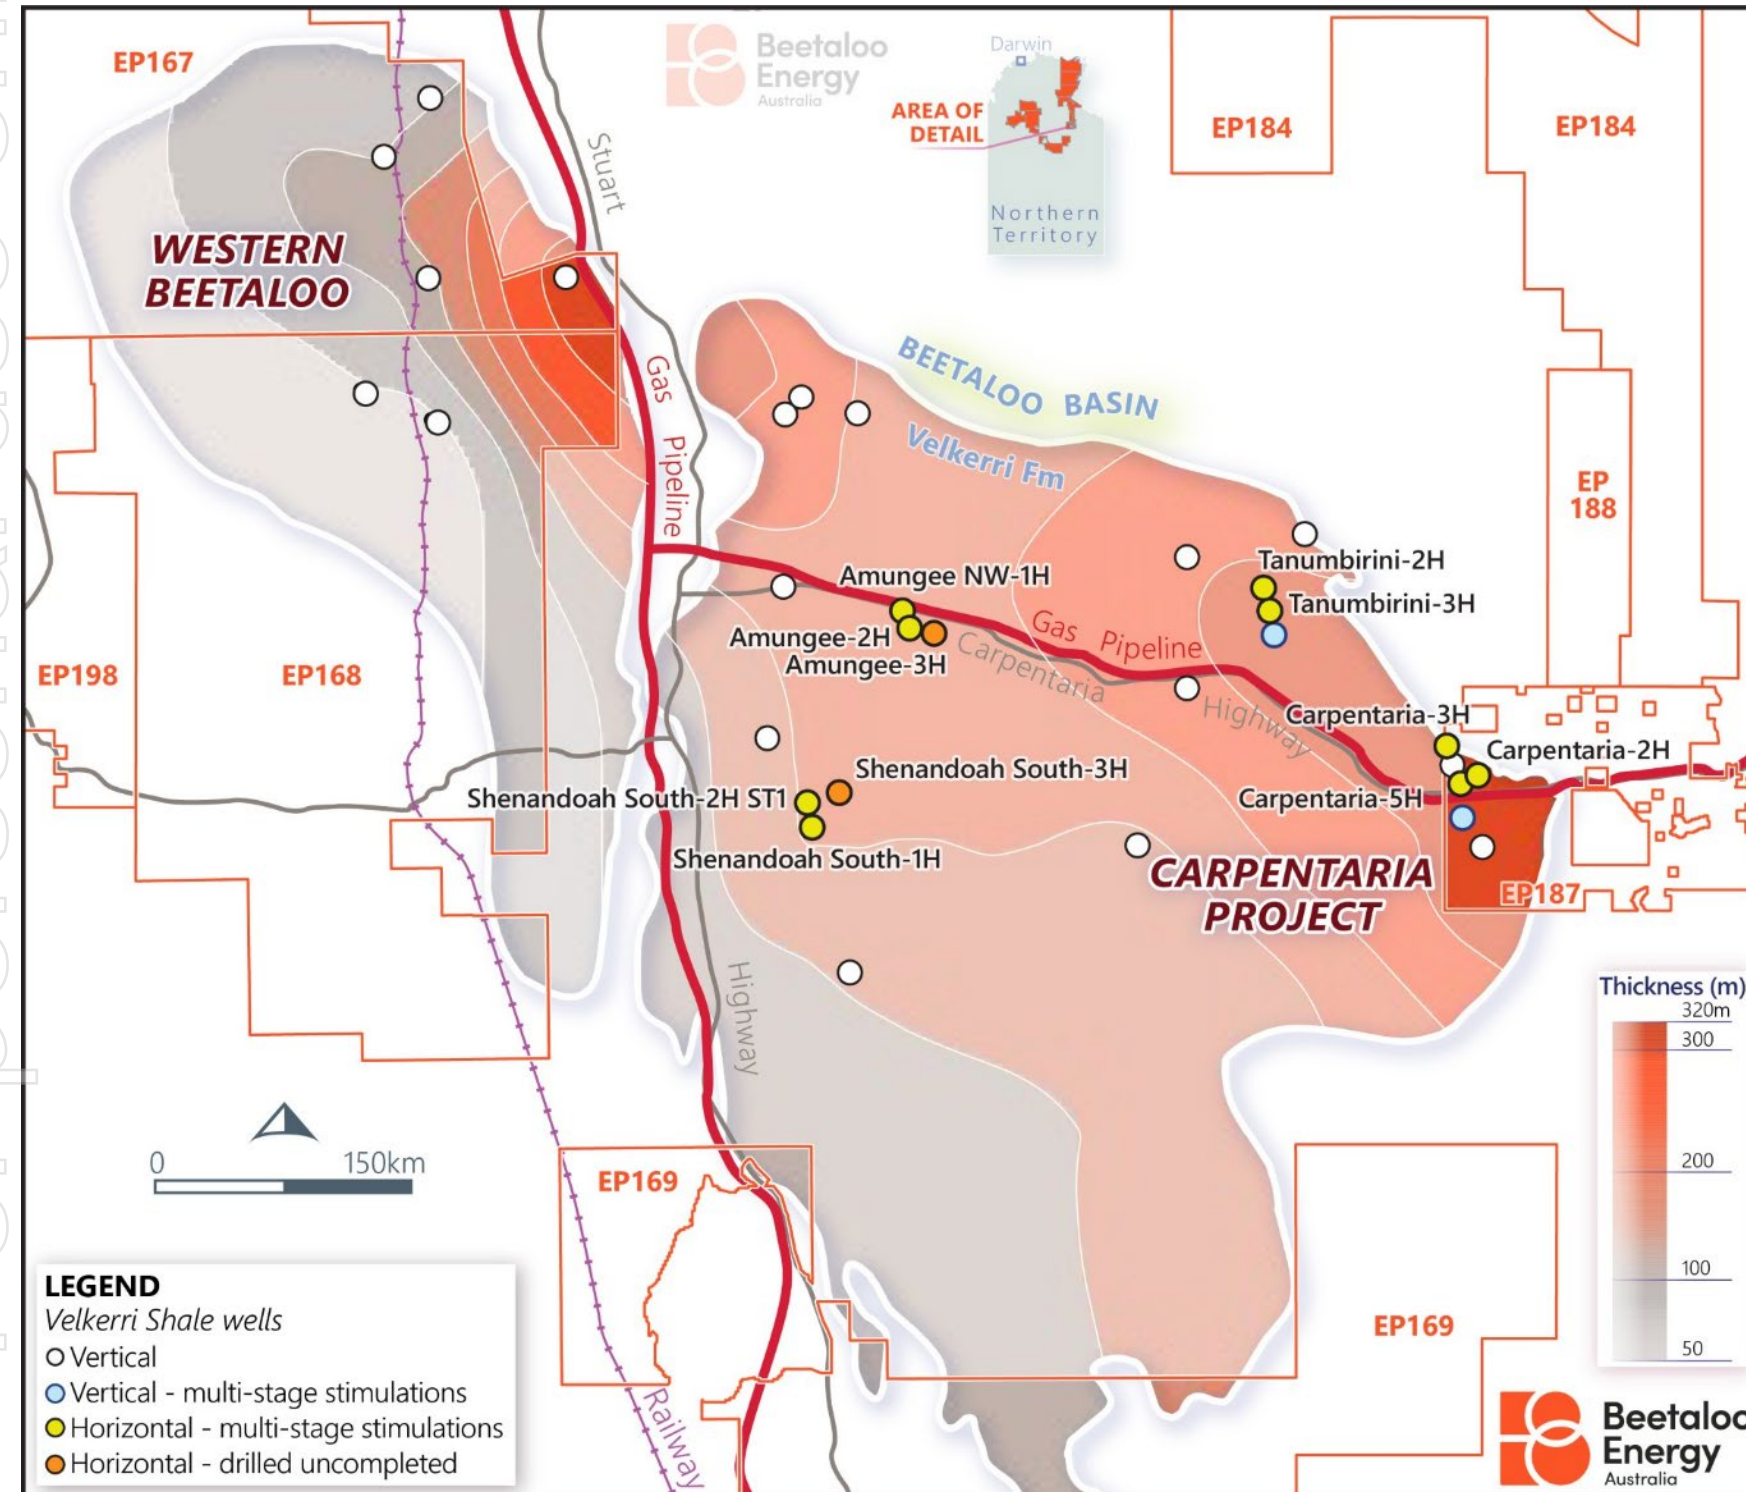 EP167
Beetaloo
Energy
Australia
Darwin
AREA OF
DETAIL
Northern
Territory
EP184
EP184
Stuart
WESTERN
BEETALOO
Gas Pipeline
BEETALOO BASIN
Velkerri Fm
EP
188
Tanumbirini-2H
Tanumbirini-3H
Amungee NW-1H
Amungee-2H
Amungee-3H
Gas Pipeline
Carpentaria
Highway
EP198
EP168
Carpentaria-3H
Carpentaria-2H
Carpentaria-5H
Shenandoah South-3H
Shenandoah South-2H ST1
Shenandoah South-1H
CARPENTARIA
PROJECT
EP187
Highway
Thickness (m)
320m
300
200
100
50
0 150km
EP169
EP169
Railway
LEGEND
Velkerri Shale wells
Vertical
Vertical - multi-stage stimulations
Horizontal - multi-stage stimulations
Horizontal - drilled uncompleted
Beetaloo
Energy
Australia